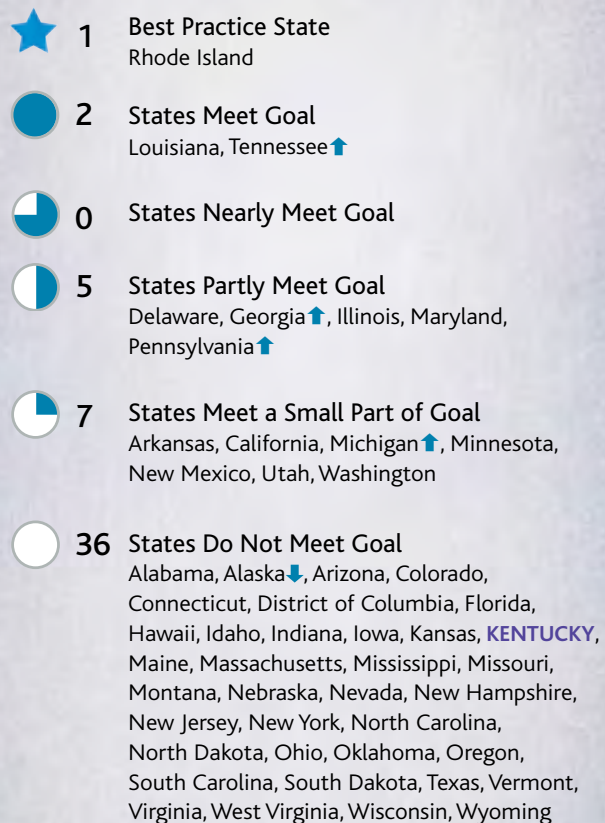 1 Best Practice State
Rhode Island
2 States Meet Goal
Louisiana, Tennessee⬆
0 States Nearly Meet Goal
5 States Partly Meet Goal
Delaware, Georgia⬆, Illinois, Maryland,
Pennsylvania⬆
7 States Meet a Small Part of Goal
Arkansas, California, Michigan⬆, Minnesota,
New Mexico, Utah, Washington
36 States Do Not Meet Goal
Alabama, Alaska⬇, Arizona, Colorado,
Connecticut, District of Columbia, Florida,
Hawaii, Idaho, Indiana, Iowa, Kansas, KENTUCKY,
Maine, Massachusetts, Mississippi, Missouri,
Montana, Nebraska, Nevada, New Hampshire,
New Jersey, New York, North Carolina,
North Dakota, Ohio, Oklahoma, Oregon,
South Carolina, South Dakota, Texas, Vermont,
Virginia, West Virginia, Wisconsin, Wyoming